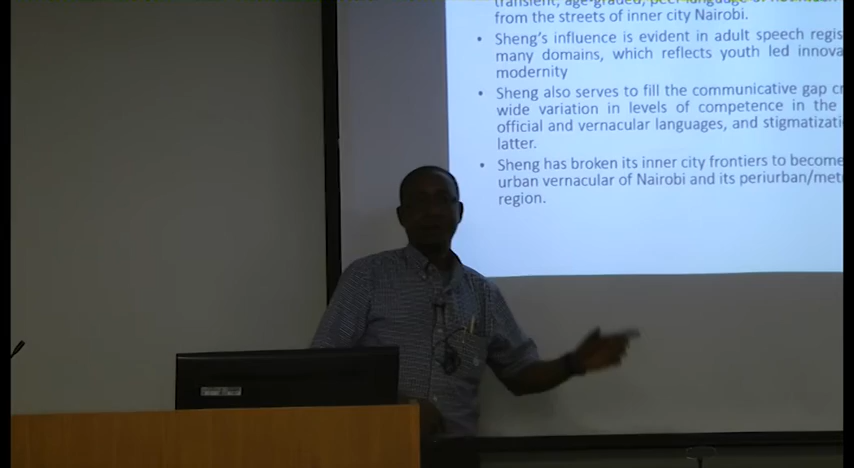 transient, age-graded, peer language
from the streets of inner city Nairobi.
• Sheng's influence is evident in adult speech regis
many domains, which reflects youth led innova
modernity
• Sheng also serves to fill the communicative gap cr
wide variation in levels of competence in the
official and vernacular languages, and stigmatizati
latter.
• Sheng has broken its inner city frontiers to become
urban vernacular of Nairobi and its periurban/met
region.